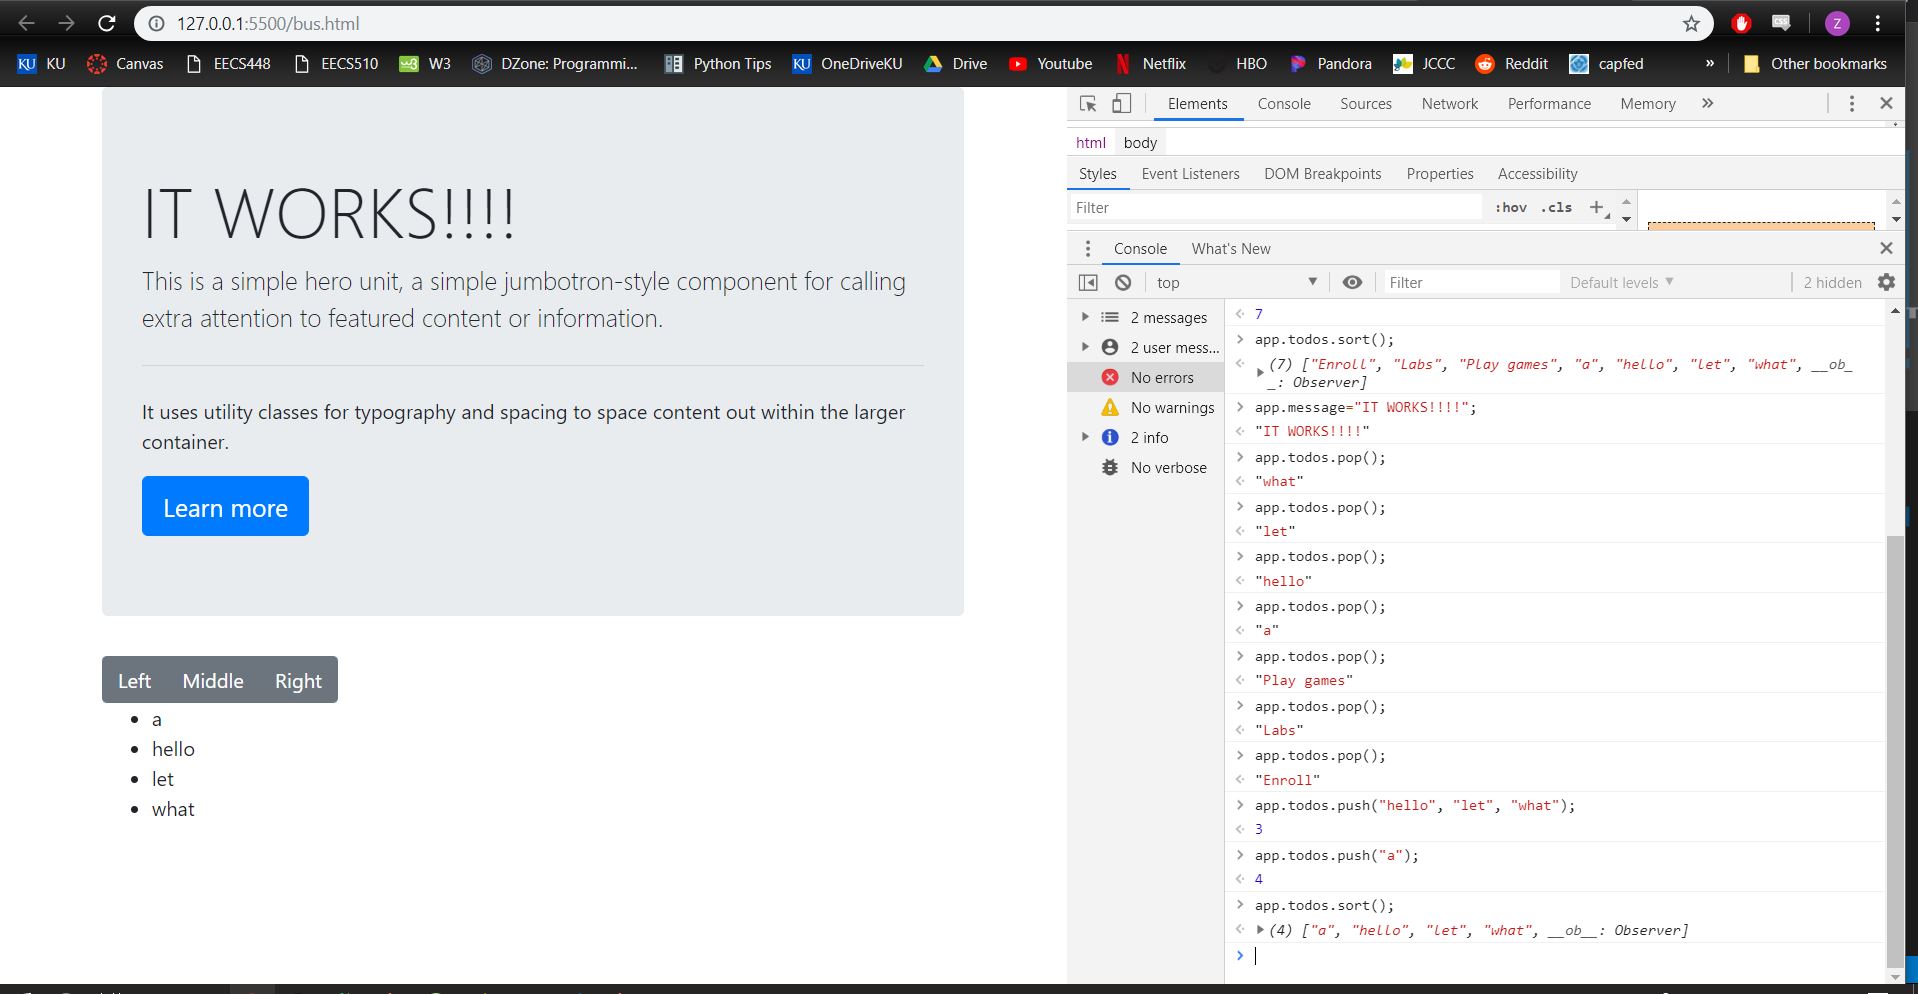 127.0.0.1:5500/bus.html
Z
KU KU Canvas EECS448 EECS510 W3 W3 DZone: Programmi... Python Tips KU OneDriveKU Drive Youtube Netflix HBO Pandora JCCC Reddit capfed » Other bookmarks
IT WORKS!!!!
This is a simple hero unit, a simple jumbotron-style component for calling
extra attention to featured content or information.
It uses utility classes for typography and spacing to space content out within the larger
container.
Learn more
Left Middle Right
a
hello
let
what
Elements Console Sources Network Performance Memory »
html body
Styles Event Listeners DOM Breakpoints Properties Accessibility
Filter :hov .cls +
Console What's New
top Filter Default levels 2 hidden
2 messages
2 user mess...
No errors
No warnings
2 info
No verbose
7
app.todos.sort();
(7) ["Enroll", "Labs", "Play games", "a", "hello", "let", "what", __ob_
_: Observer]
app.message="IT WORKS!!!!";
"IT WORKS!!!!"
app.todos.pop();
"what"
app.todos.pop();
"let"
app.todos.pop();
"hello"
app.todos.pop();
"a"
app.todos.pop();
"Play games"
app.todos.pop();
"Labs"
app.todos.pop();
"Enroll"
app.todos.push("hello", "let", "what");
3
app.todos.push("a");
4
app.todos.sort();
(4) ["a", "hello", "let", "what", __ob__: Observer]